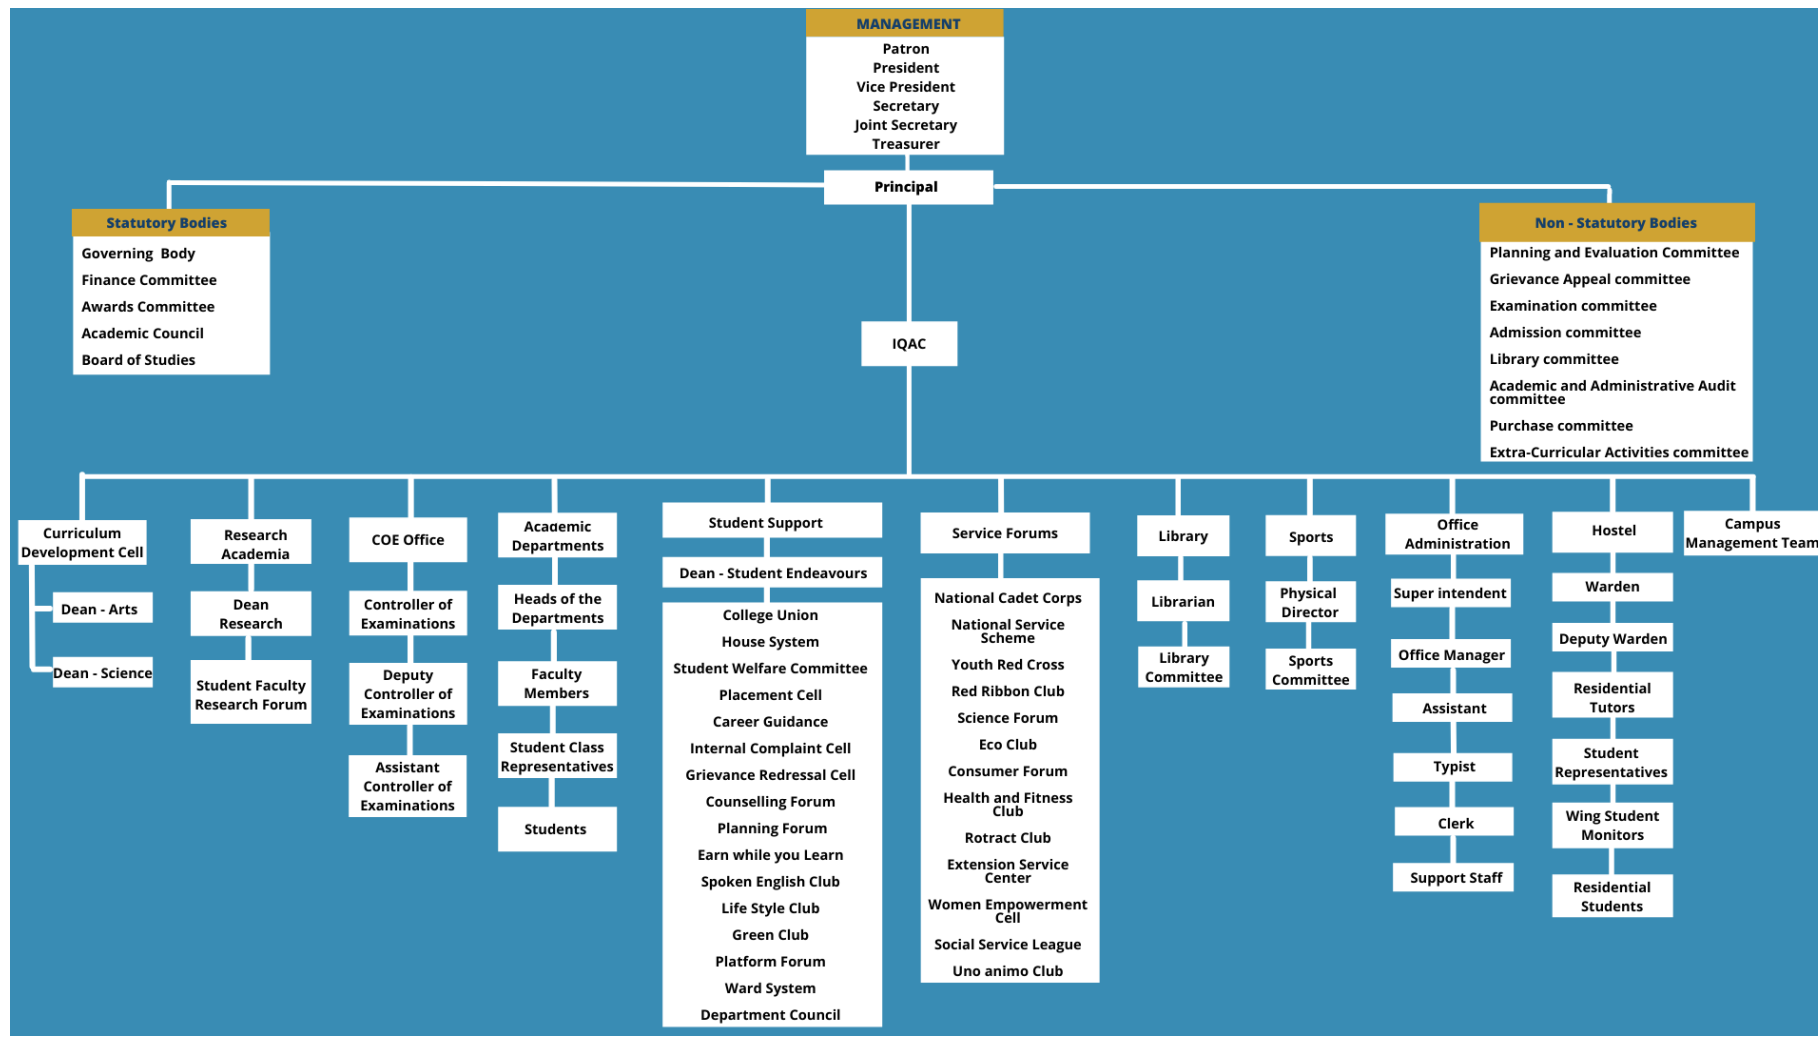 MANAGEMENT
Patron
President
Vice President
Secretary
Joint Secretary
Treasurer
Principal
Statutory Bodies
Governing Body
Finance Committee
Awards Committee
Academic Council
Board of Studies
Non - Statutory Bodies
Planning and Evaluation Committee
Grievance Appeal committee
Examination committee
Admission committee
Library committee
Academic and Administrative Audit
committee
Purchase committee
Extra-Curricular Activities committee
IQAC
Curriculum
Development Cell
Dean - Arts
Dean - Science
Research
Academia
Dean
Research
Student Faculty
Research Forum
COE Office
Controller of
Examinations
Deputy
Controller of
Examinations
Assistant
Controller of
Examinations
Academic
Departments
Heads of the
Departments
Faculty
Members
Student Class
Representatives
Students
Student Support
Dean - Student Endeavours
College Union
House System
Student Welfare Committee
Placement Cell
Career Guidance
Internal Complaint Cell
Grievance Redressal Cell
Counselling Forum
Planning Forum
Earn while you Learn
Spoken English Club
Life Style Club
Green Club
Platform Forum
Ward System
Department Council
Service Forums
National Cadet Corps
National Service
Scheme
Youth Red Cross
Red Ribbon Club
Science Forum
Eco Club
Consumer Forum
Health and Fitness
Club
Rotract Club
Extension Service
Center
Women Empowerment
Cell
Social Service League
Uno animo Club
Library
Librarian
Library
Committee
Sports
Physical
Director
Sports
Committee
Office
Administration
Super intendent
Office Manager
Assistant
Typist
Clerk
Support Staff
Hostel
Warden
Deputy Warden
Residential
Tutors
Student
Representatives
Wing Student
Monitors
Residential
Students
Campus
Management Team